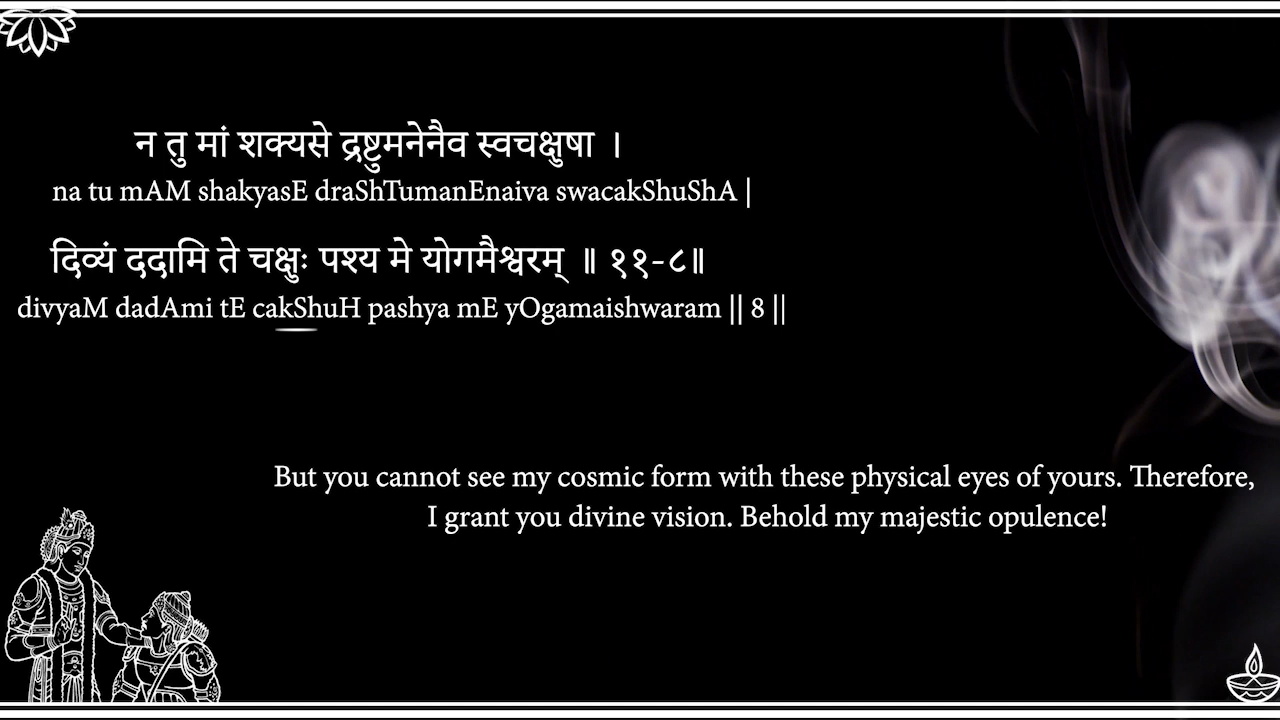 न तु मां शक्यसे द्रष्टुमनेनैव स्वचक्षुषा ।
na tu mAM shakyasE draShTumanEnaiva swacakShuShA |
दिव्यं ददामि ते चक्षुः पश्य मे योगमैश्वरम् ॥ ११-८॥
divyaM dadAmi tE cakShuH pashya mE yOgamaishwaram || 8 ||
But you cannot see my cosmic form with these physical eyes of yours. Therefore,
I grant you divine vision. Behold my majestic opulence!